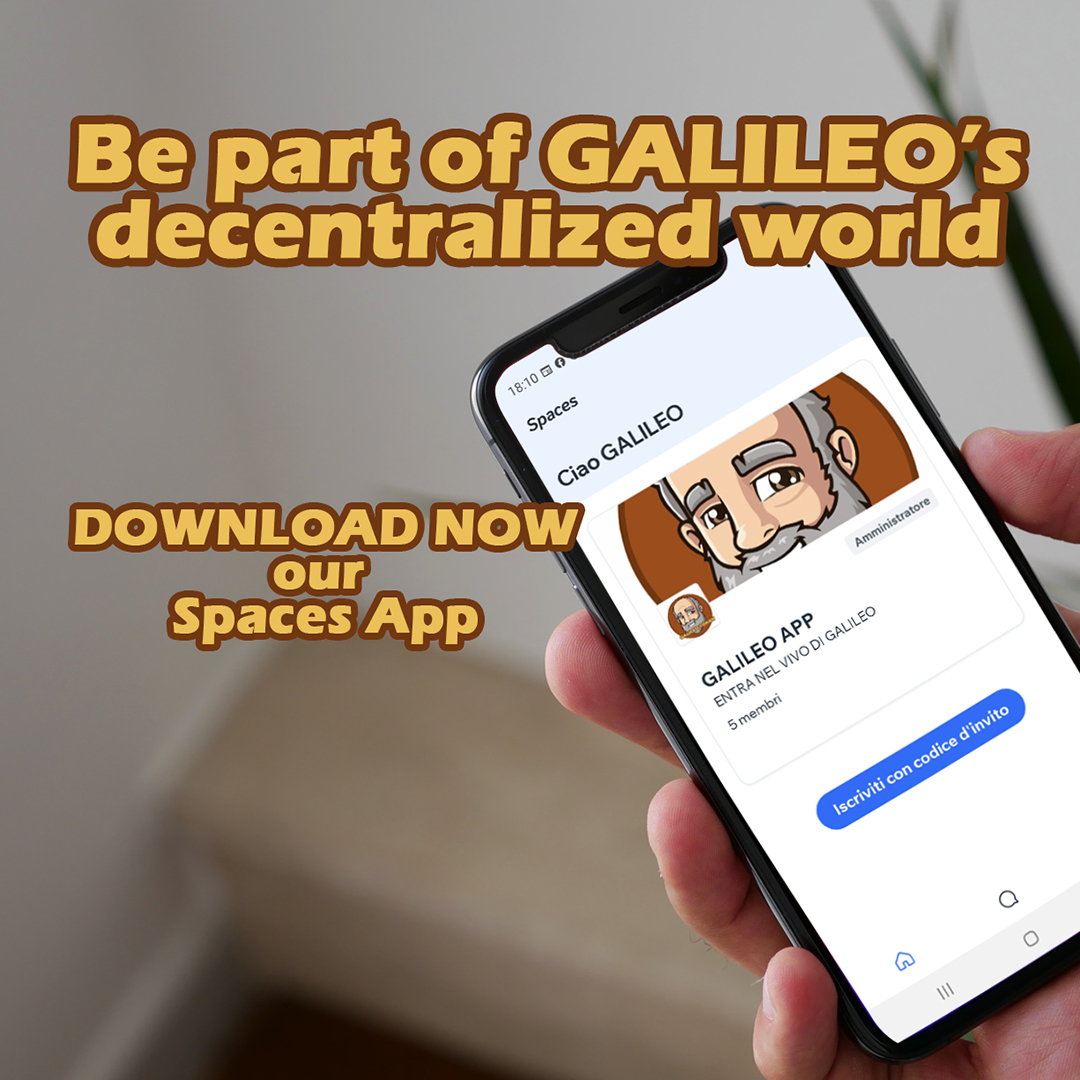 Be part of GALILEO's
decentralized world
18:10
Spaces
Ciao GALILEO
Amministratore
DOWNLOAD NOW
our
Spaces App
GALILEO APP
ENTRA NEL VIVO DI GALILEO
5 membri
Iscriviti con codice d'invito